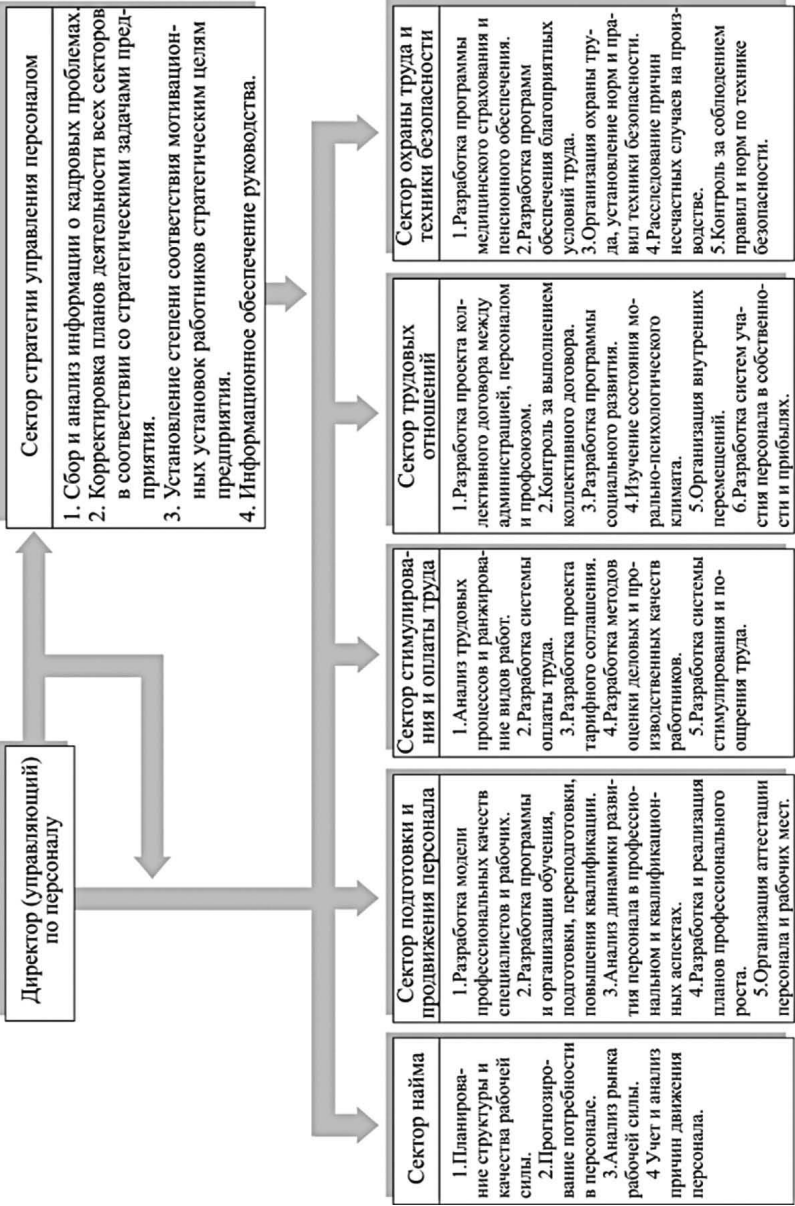 Директор (управляющий)
по персоналу
Сектор стратегии управления персоналом
1. Сбор и анализ информации о кадровых проблемах.
2. Корректировка планов деятельности всех секторов
в соответствии со стратегическими задачами пред-
приятия.
3. Установление степени соответствия мотивацион-
ных установок работников стратегическим целям
предприятия.
4. Информационное обеспечение руководства.
Сектор найма
1.Планирова-
ние структуры и
качества рабочей
силы.
2.Прогнозиро-
вание потребности
в персонале.
3.Анализ рынка
рабочей силы.
4 Учет и анализ
причин движения
персонала.
Сектор подготовки и
продвижения персонала
1.Разработка модели
профессиональных качеств
специалистов и рабочих.
2.Разработка программы
и организации обучения,
подготовки, переподготовки,
повышения квалификации.
3.Анализ динамики разви-
тия персонала в профессио-
нальном и квалификацион-
ных аспектах.
4.Разработка и реализация
планов профессионального
роста.
5.Организация аттестации
персонала и рабочих мест.
Сектор стимулирова-
ния и оплаты труда
1.Анализ трудовых
процессов и ранжирова-
ние видов работ.
2.Разработка системы
оплаты труда.
3.Разработка проекта
тарифного соглашения.
4.Разработка методов
оценки деловых и про-
изводственных качеств
работников.
5.Разработка системы
стимулирования и по-
ощрения труда.
Сектор трудовых
отношений
1.Разработка проекта кол-
лективного договора между
администрацией, персоналом
и профсоюзом.
2.Контроль за выполнением
коллективного договора.
3.Разработка программы
социального развития.
4.Изучение состояния мо-
рально-психологического
климата.
5.Организация внутренних
перемещений.
6.Разработка систем уча-
стия персонала в собственно-
сти и прибылях.
Сектор охраны труда и
техники безопасности
1.Разработка программы
медицинского страхования и
пенсионного обеспечения.
2.Разработка программ
обеспечения благоприятных
условий труда.
3.Организация охраны тру-
да, установление норм и пра-
вил техники безопасности.
4.Расследование причин
несчастных случаев на произ-
водстве.
5.Контроль за соблюдением
правил и норм по технике
безопасности.